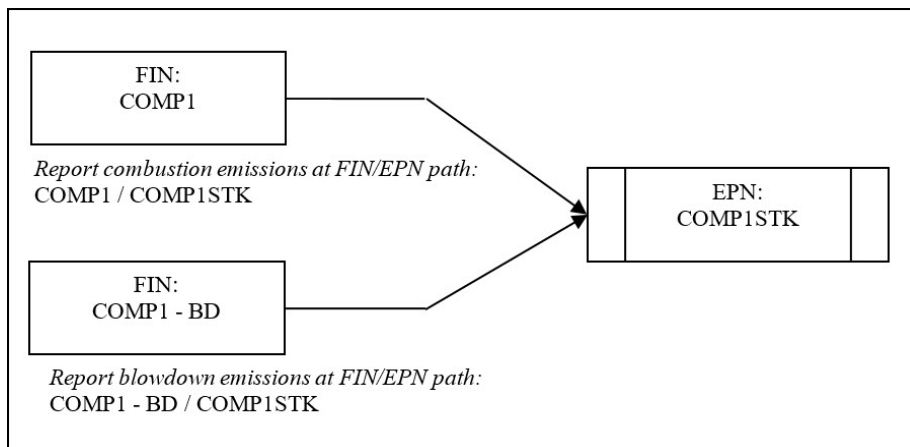 FIN:
COMP1
Report combustion emissions at FIN/EPN path:
COMP1 / COMP1STK
EPN:
COMP1STK
FIN:
COMP1 - BD
Report blowdown emissions at FIN/EPN path:
COMP1 - BD / COMP1STK